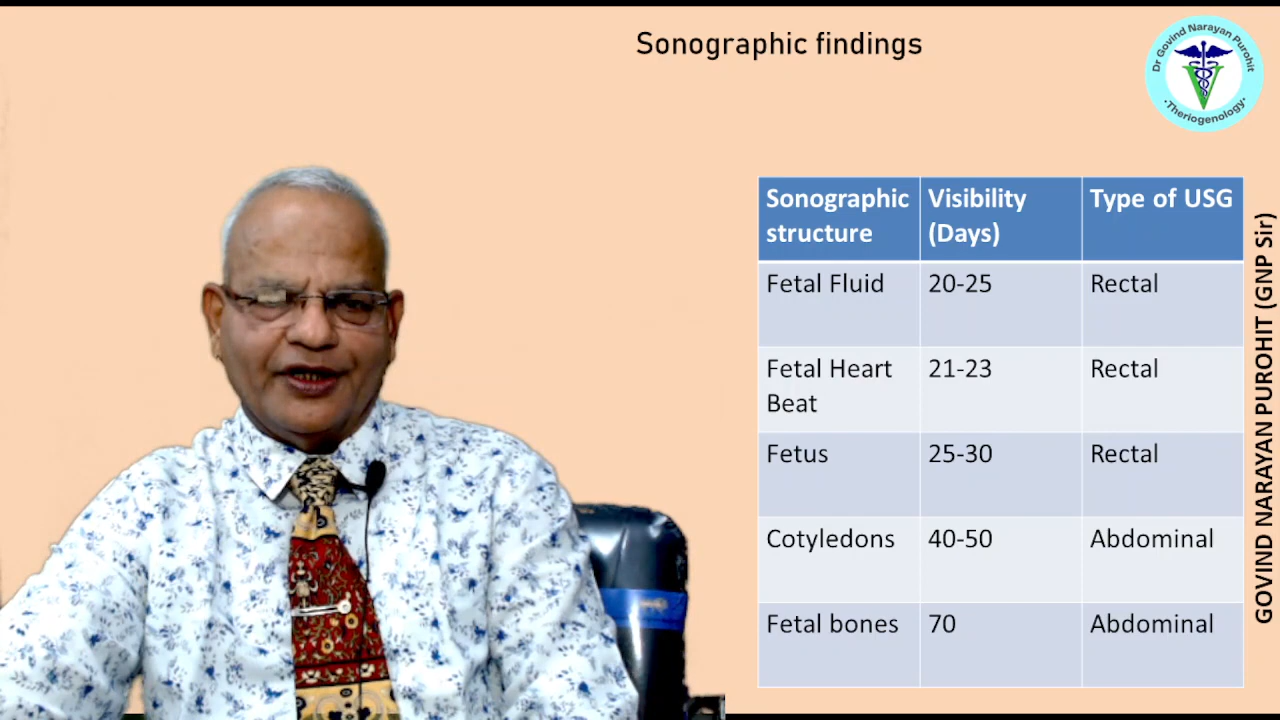 Sonographic findings
Dr Govind Narayan Purohit
•Theriogenology•
Sonographic structure	Visibility (Days)	Type of USG
Fetal Fluid	20-25	Rectal
Fetal Heart Beat	21-23	Rectal
Fetus	25-30	Rectal
Cotyledons	40-50	Abdominal
Fetal bones	70	Abdominal
GOVIND NARAYAN PUROHIT (GNP Sir)